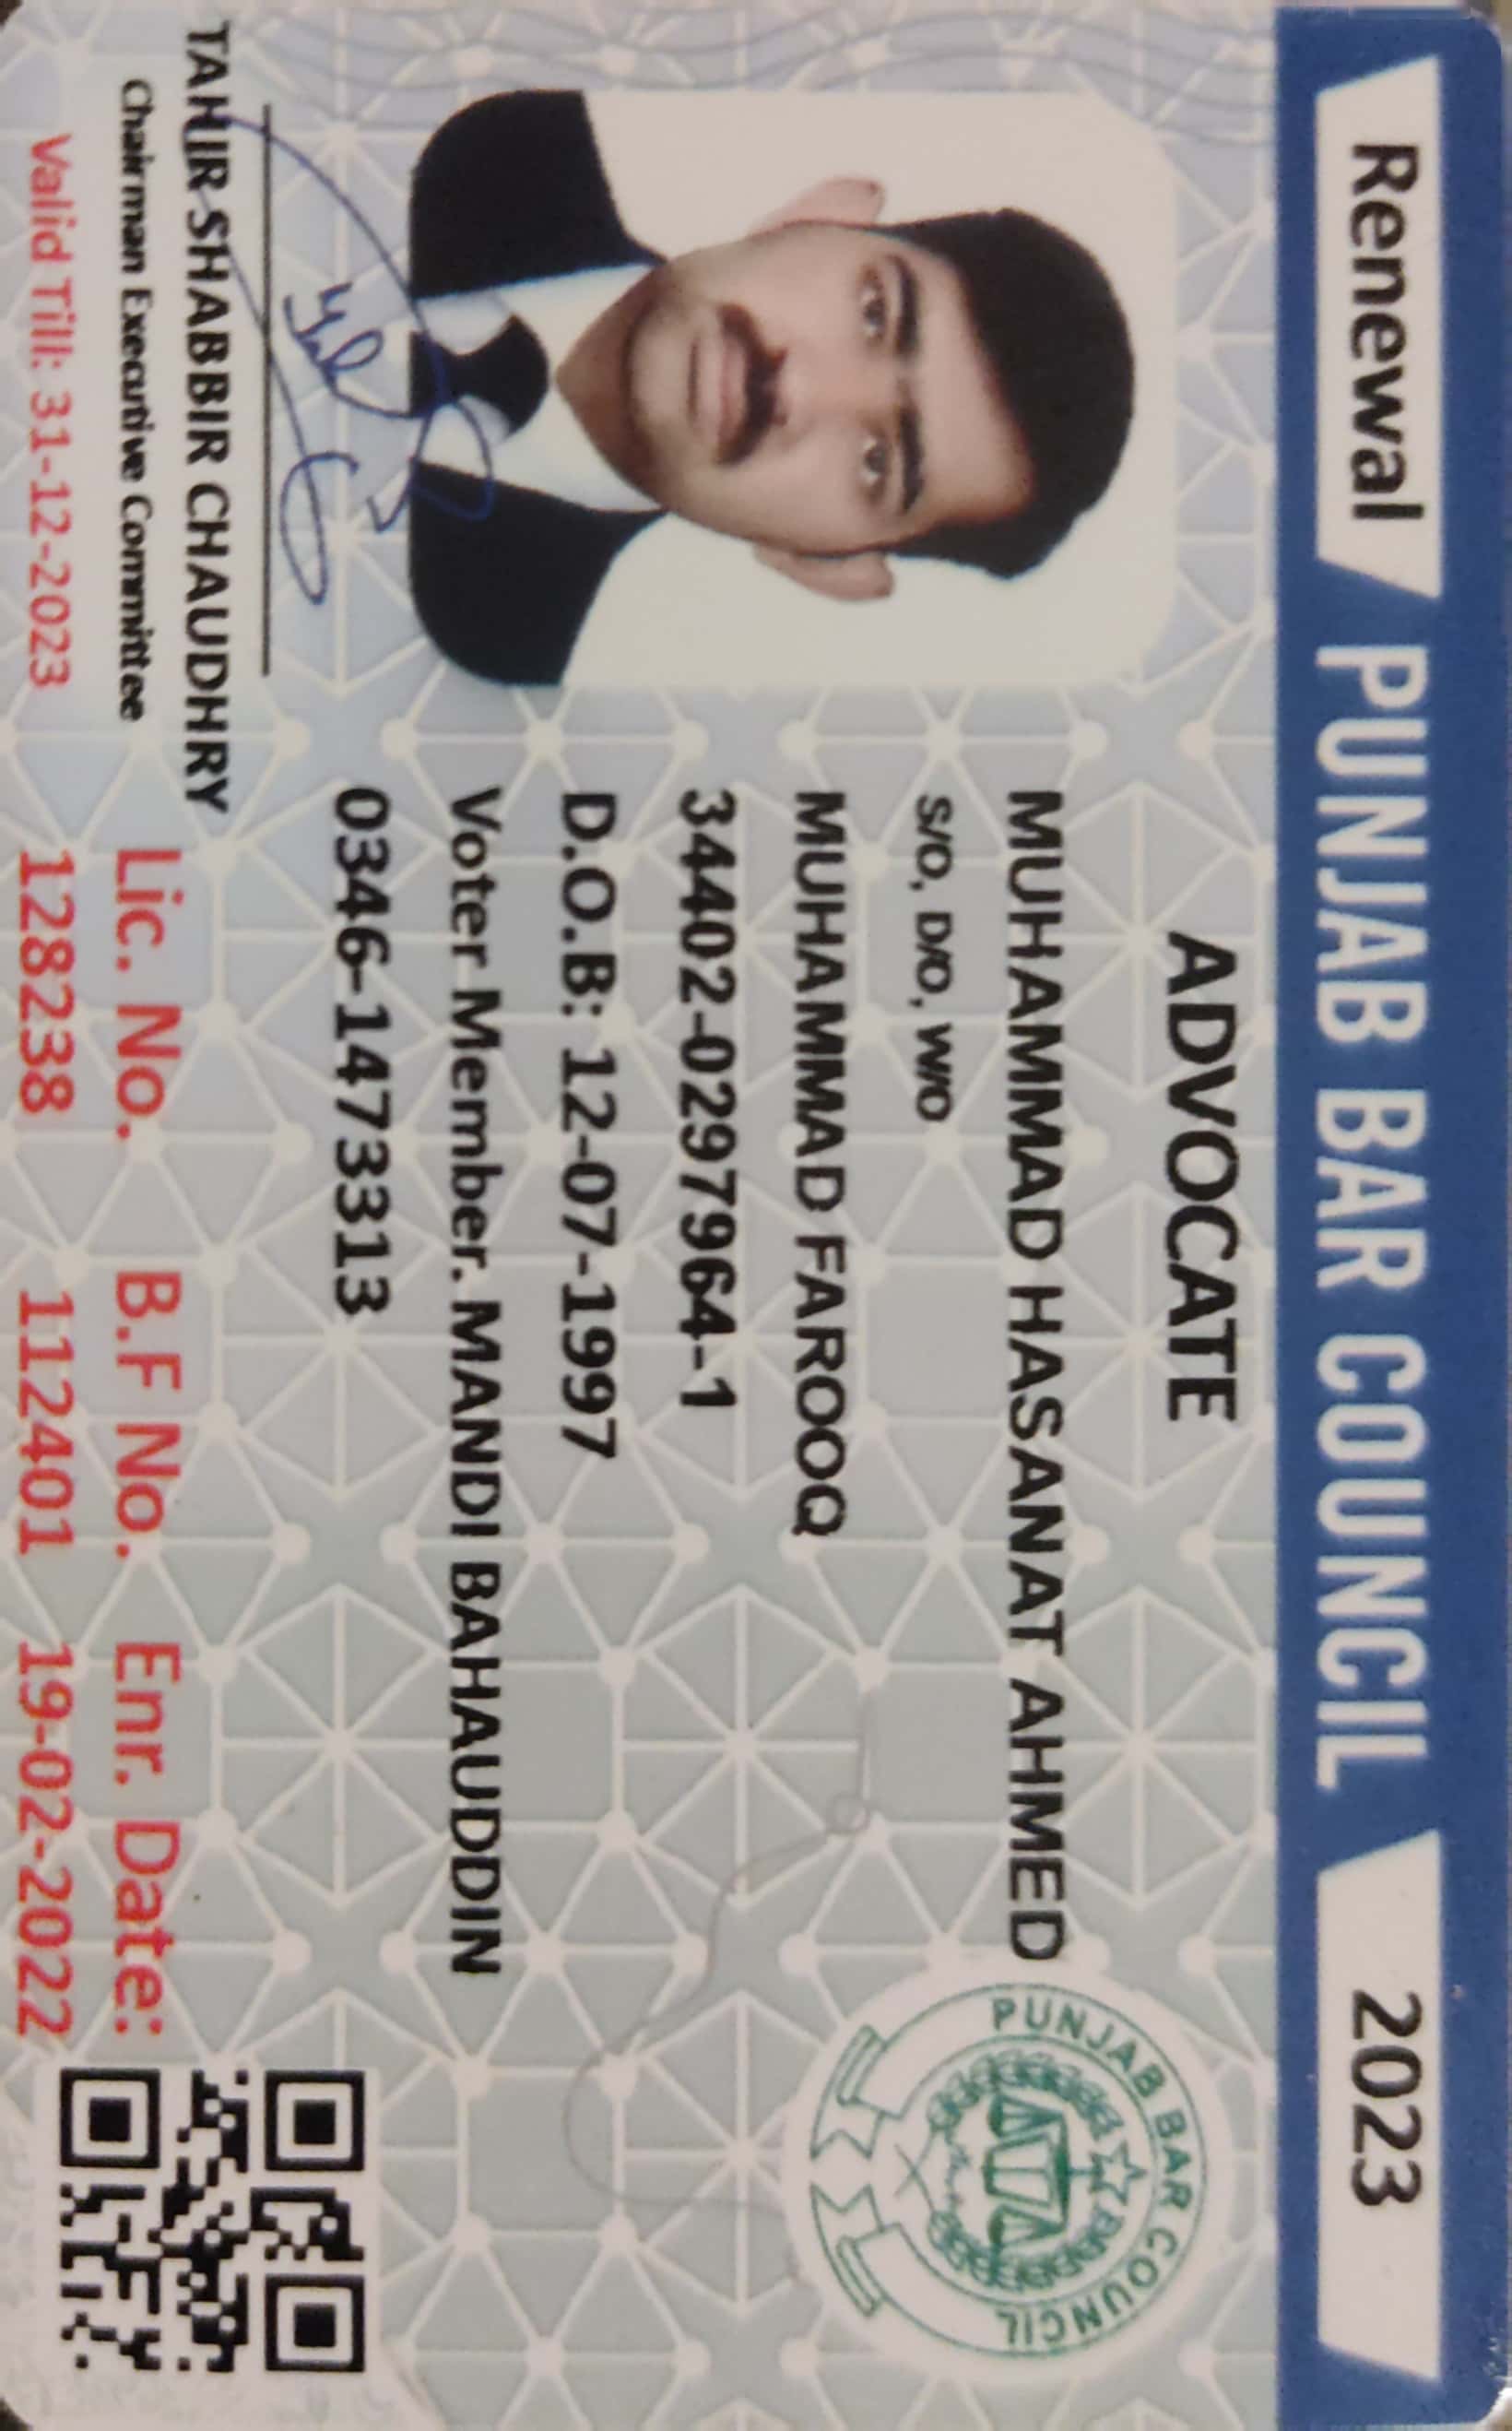 Renewal PUNJAB BAR COUNCIL 2023
ADVOCATE
MUHAMMAD HASANAT AHMED
S/O, D/O, W/O
MUHAMMAD FAROOQ
34402-0297964-1
D.O.B: 12-07-1997
Voter Member. MANDI BAHAUDDIN
0346-1473313
PUNJAB BAR COUNCIL
TAHIR SHABBIR CHAUDHRY
Chairman Executive Committee
Valid Till: 31-12-2023
Lic. No. B.F No. Enr. Date:
128238 112401 19-02-2022